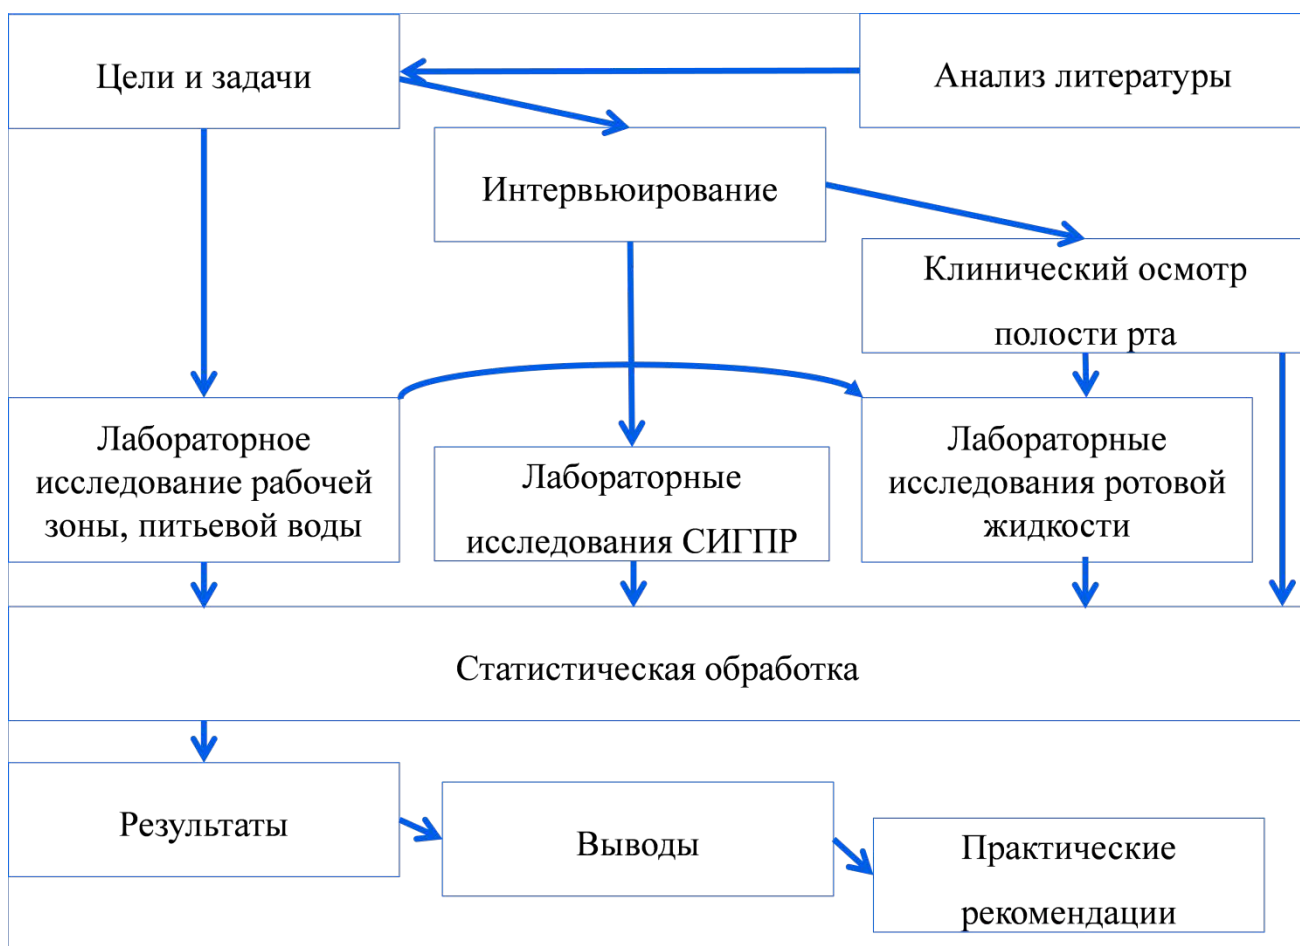 Цели и задачи
Анализ литературы
Интервьюирование
Клинический осмотр
полости рта
Лабораторное
исследование рабочей
зоны, питьевой воды
Лабораторные
исследования СИГПР
Лабораторные
исследования ротовой
жидкости
Статистическая обработка
Результаты
Выводы
Практические
рекомендации